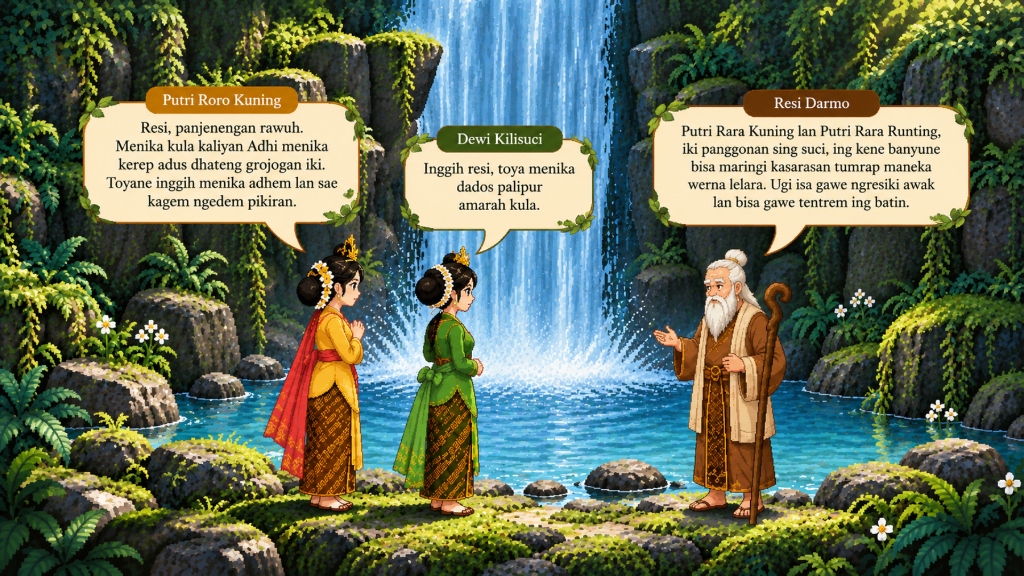 Putri Roro Kuning
Resi, panjenengan rawuh.
Menika kula kaliyan Adhi menika
kerep adus dhateng grojogan iki.
Toyane inggih menika adhem lan sae
kagem ngedem pikiran.
Dewi Kilisuci
Inggih resi, toya menika
dados palipur
amarah kula.
Resi Darmo
Putri Rara Kuning lan Putri Rara Runting,
iki panggonan sing suci, ing kene banyune
bisa maringi kasarasan tumrap maneka
werna lelara. Ugi isa gawe ngresiki awak
lan bisa gawe tentrem ing batin.